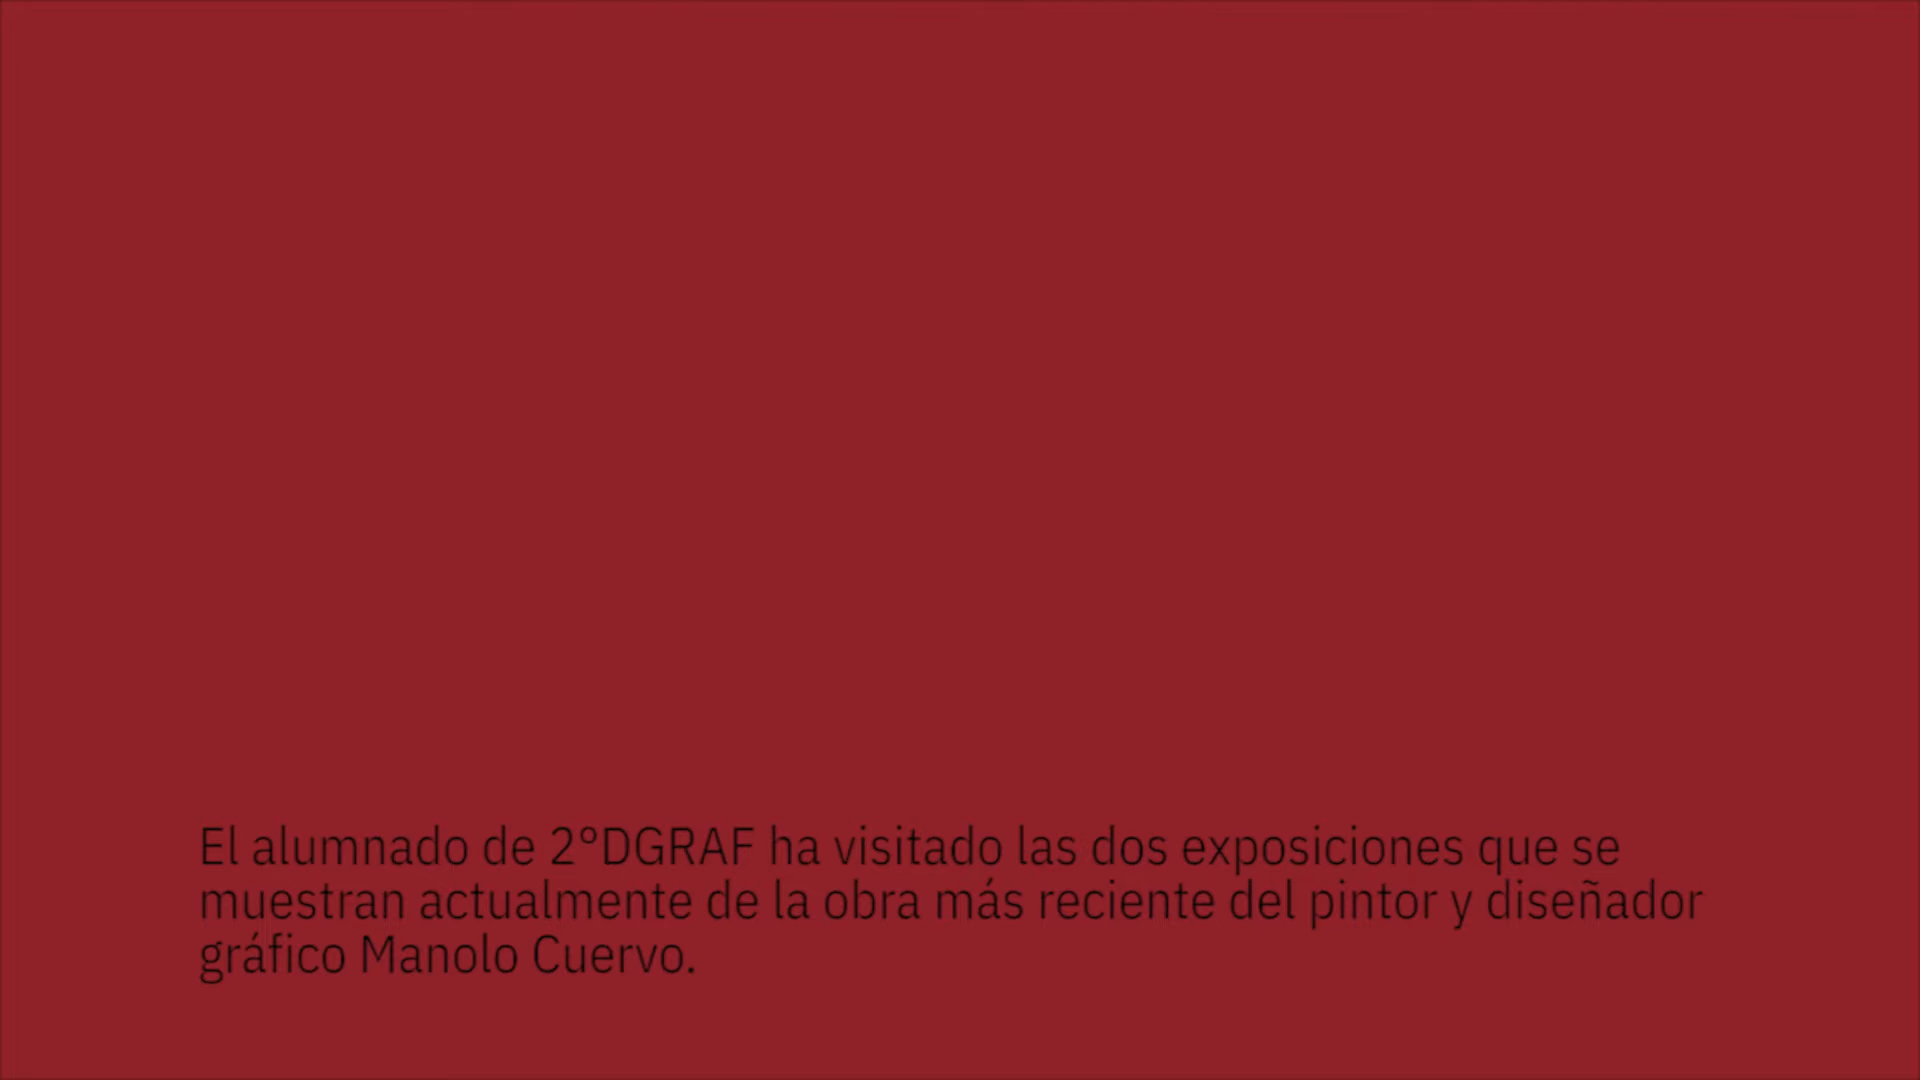 El alumnado de 2°DGRAF ha visitado las dos exposiciones que se
muestran actualmente de la obra más reciente del pintor y diseñador
gráfico Manolo Cuervo.